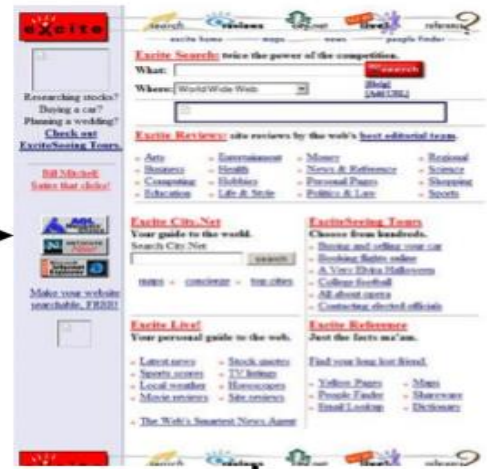 excite
search reviews city.net live! reference
excite home maps news people finder
Researching stocks?
Buying a car?
Planning a wedding?
Check out
ExciteSeeing Tours.
Bill Mitchell
Satire that clicks!
Make your website
searchable, FREE!
Excite Search: twice the power of the competition.
What:
search
Where: World Wide Web
[Help]
[Add URL]
Excite Reviews: site reviews by the web's best editorial team.
Arts Entertainment Money Regional
Business Health News & Reference Science
Computing Hobbies Personal Pages Shopping
Education Life & Style Politics & Law Sports
Excite City.Net
Your guide to the world.
Search City.Net
search
maps concierge top cities
ExciteSeeing Tours
Choose from hundreds.
Buying and selling your car
Booking flights online
A Very Elvira Halloween
College football
All about opera
Contacting elected officials
Excite Live!
Your personal guide to the web.
Latest news Stock quotes
Sports scores TV listings
Local weather Horoscopes
Movie reviews Site reviews
The Web's Smartest News Agent
Excite Reference
Just the facts ma'am.
Find your long lost friend.
Yellow Pages Maps
People Finder Shareware
Email Lookup Dictionary
search reviews live! reference